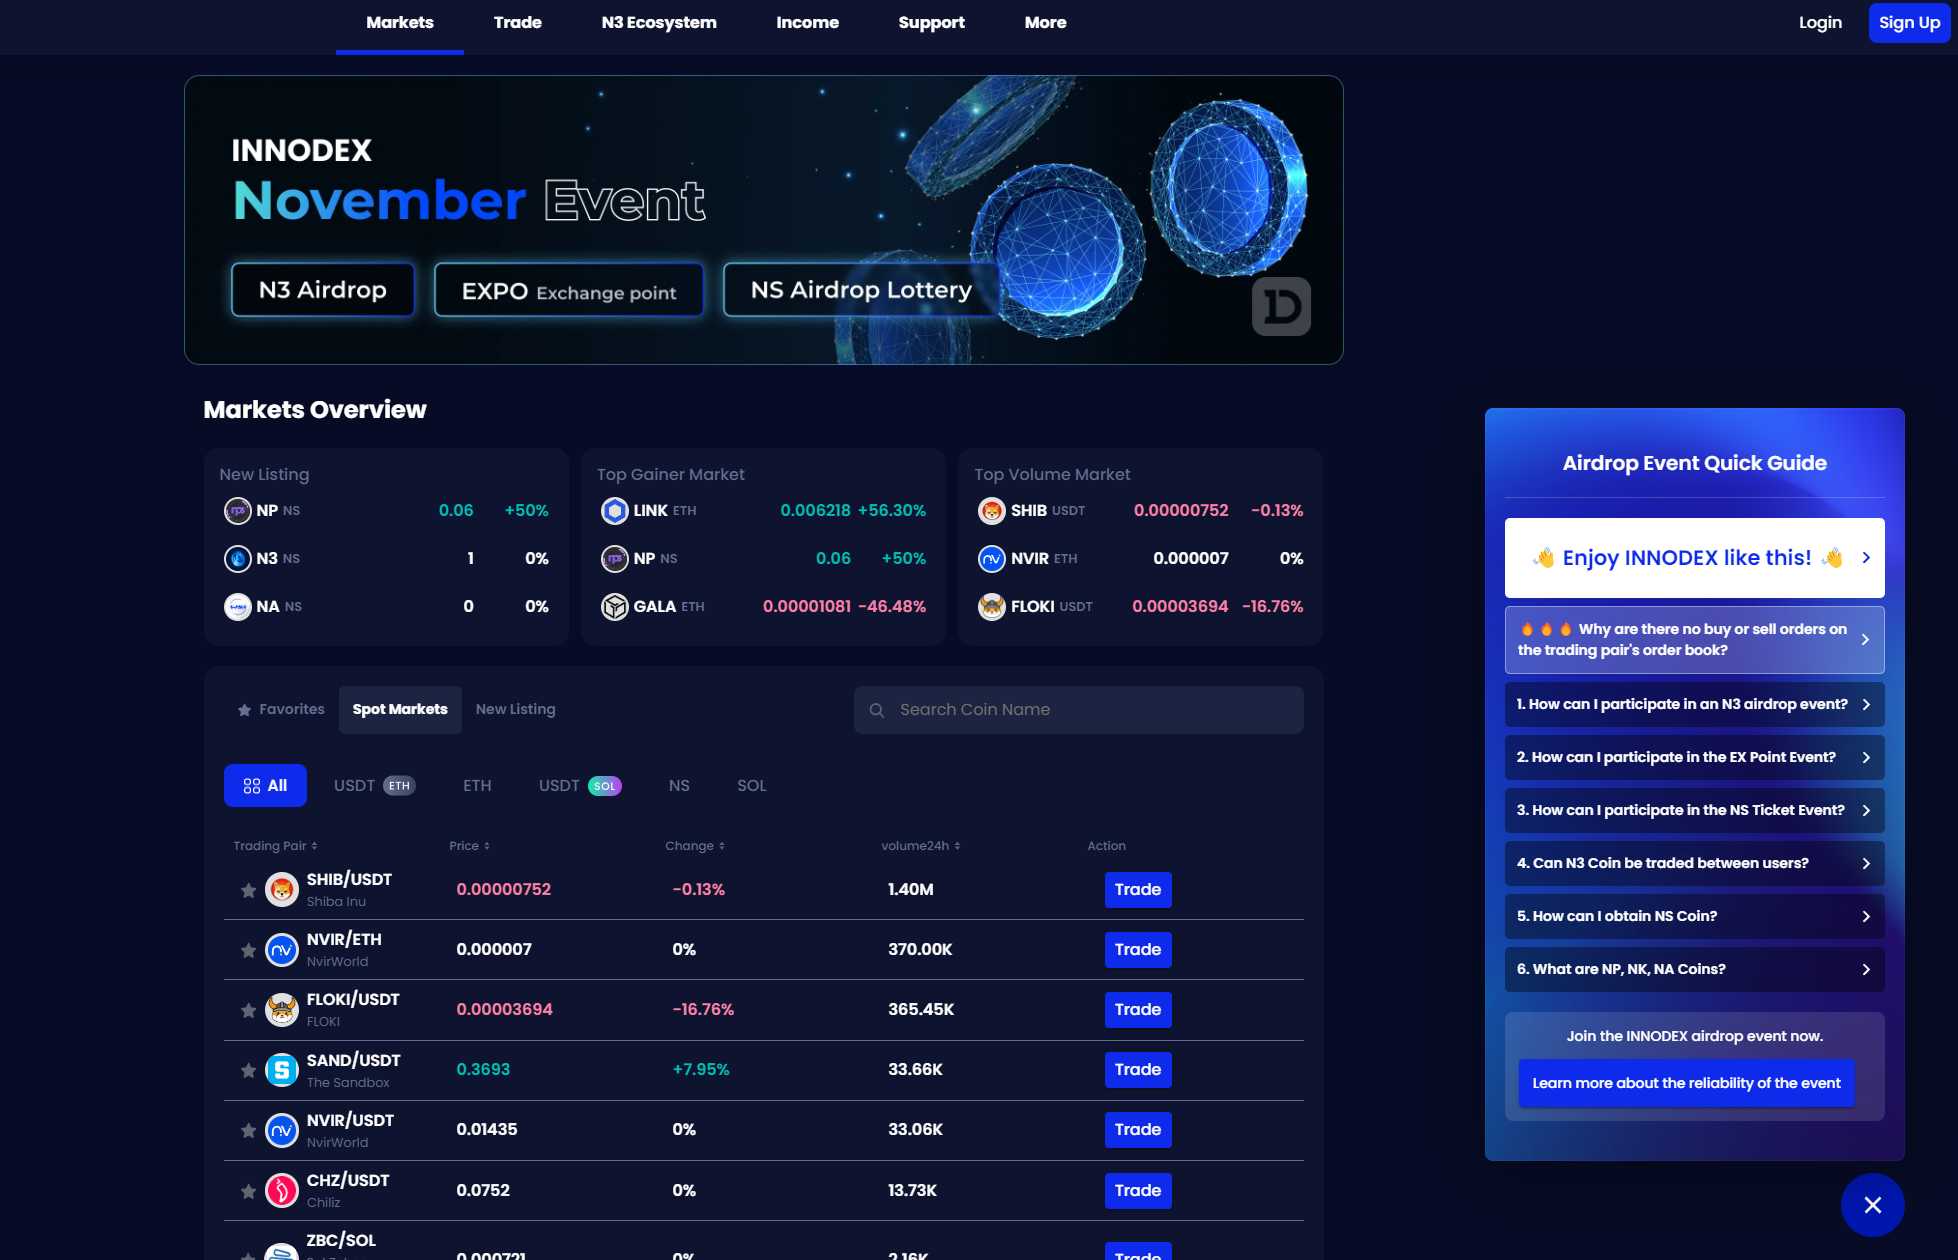 Markets Trade N3 Ecosystem Income Support More Login Sign Up
INNODEX
November Event
N3 Airdrop EXPO Exchange point NS Airdrop Lottery
Markets Overview
New Listing
NP NS 0.06 +50%
N3 NS 1 0%
NA NS 0 0%
Top Gainer Market
LINK ETH 0.006218 +56.30%
NP NS 0.06 +50%
GALA ETH 0.00001081 -46.48%
Top Volume Market
SHIB USDT 0.00000752 -0.13%
NVIR ETH 0.000007 0%
FLOKI USDT 0.00003694 -16.76%
Favorites Spot Markets New Listing Search Coin Name
All USDT ETH ETH USDT SOL NS SOL
Trading Pair Price Change volume24h Action
SHIB/USDT
Shiba Inu
0.00000752 -0.13% 1.40M Trade
NVIR/ETH
NvirWorld
0.000007 0% 370.00K Trade
FLOKI/USDT
FLOKI
0.00003694 -16.76% 365.45K Trade
SAND/USDT
The Sandbox
0.3693 +7.95% 33.66K Trade
NVIR/USDT
NvirWorld
0.01435 0% 33.06K Trade
CHZ/USDT
Chiliz
0.0752 0% 13.73K Trade
ZBC/SOL
0.000721 0% 2.16K Trade
Airdrop Event Quick Guide
👋 Enjoy INNODEX like this! 👋
🔥 🔥 🔥 Why are there no buy or sell orders on
the trading pair's order book?
1. How can I participate in an N3 airdrop event?
2. How can I participate in the EX Point Event?
3. How can I participate in the NS Ticket Event?
4. Can N3 Coin be traded between users?
5. How can I obtain NS Coin?
6. What are NP, NK, NA Coins?
Join the INNODEX airdrop event now.
Learn more about the reliability of the event